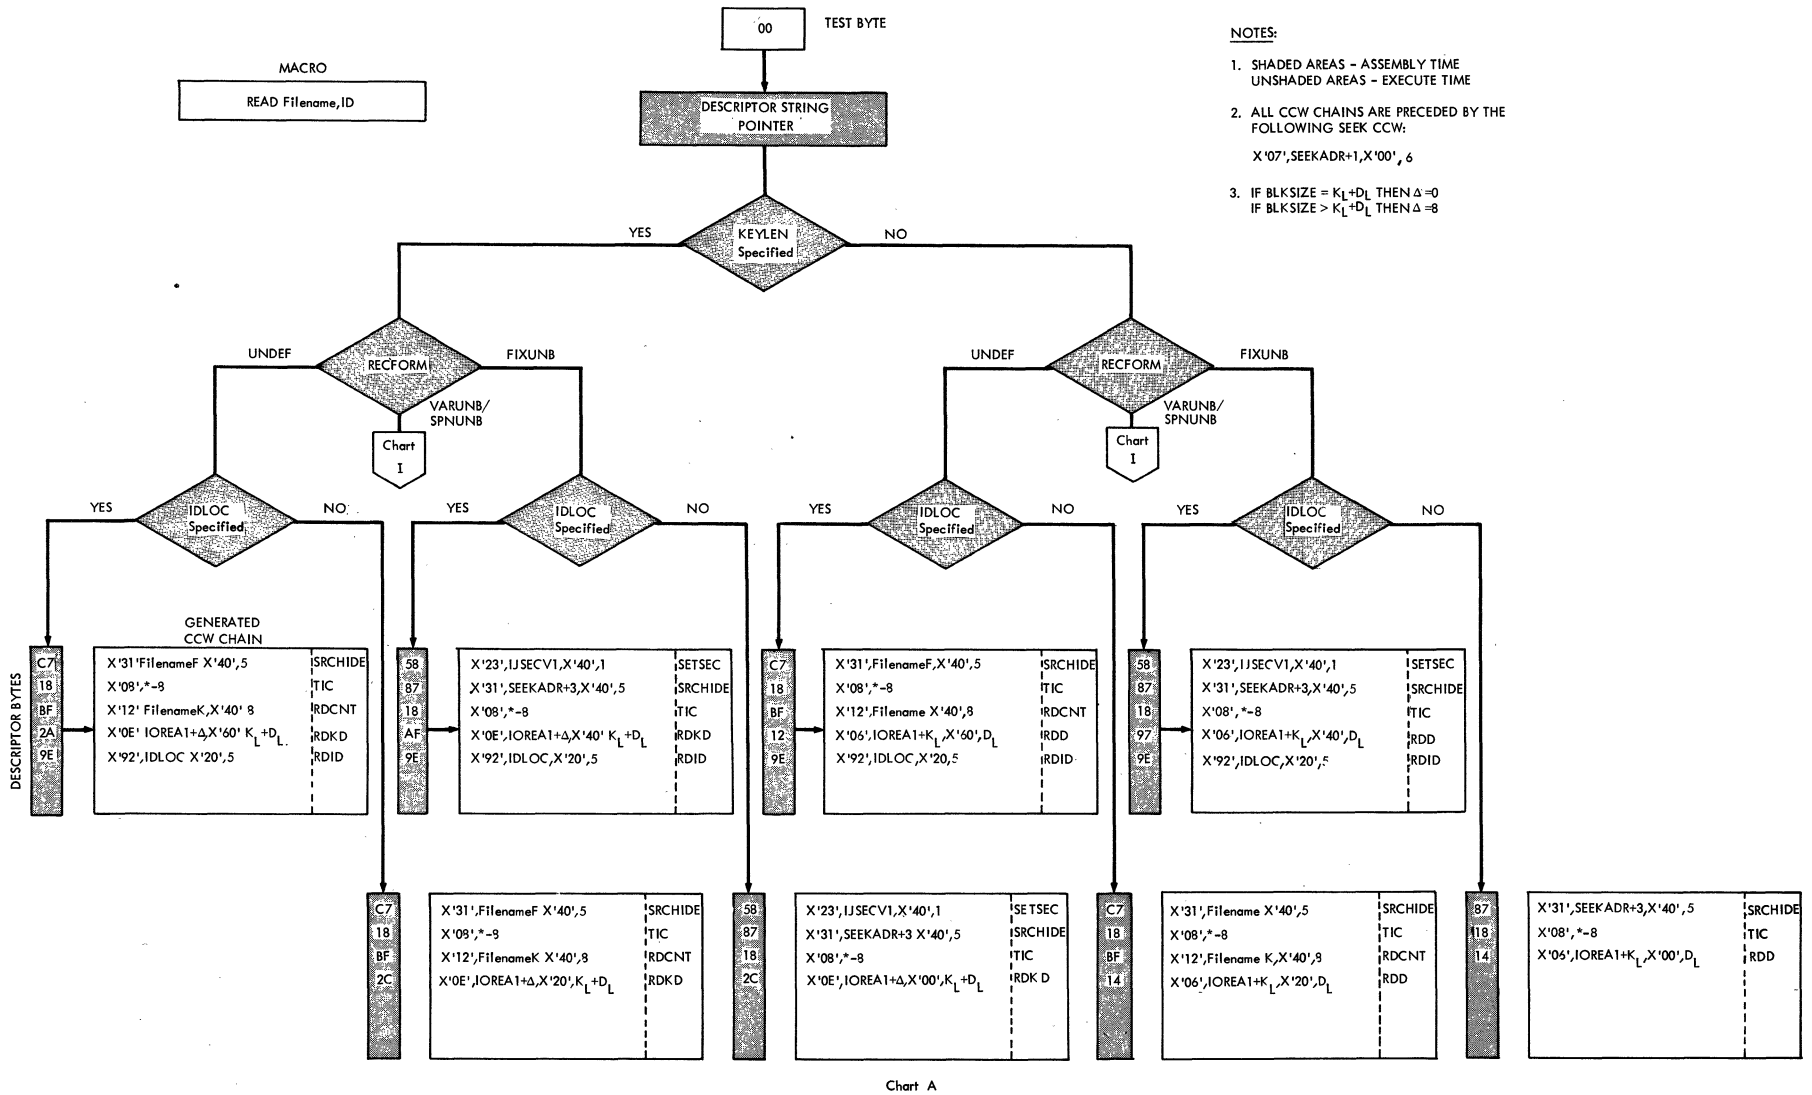 00
TEST BYTE
MACRO
READ Filename,ID
DESCRIPTOR STRING
POINTER
NOTES:
1. SHADED AREAS - ASSEMBLY TIME
UNSHADED AREAS - EXECUTE TIME
2. ALL CCW CHAINS ARE PRECEDED BY THE
FOLLOWING SEEK CCW:
X'07',SEEKADR+1,X'00',6
3. IF BLKSIZE = KL+DL THEN Δ=0
IF BLKSIZE > KL+DL THEN Δ=8
YES
KEYLEN
Specified
NO
UNDEF
RECFORM
FIXUNB
VARUNB/
SPNUNB
Chart
I
UNDEF
RECFORM
FIXUNB
VARUNB/
SPNUNB
Chart
I
YES
IDLOC
Specified
NO
YES
IDLOC
Specified
NO
YES
IDLOC
Specified
NO
YES
IDLOC
Specified
NO
DESCRIPTOR BYTES
GENERATED
CCW CHAIN
C7 X'31'FilenameF X'40',5 SRCHIDE
18 X'08',*-8 TIC
BF X'12' FilenameK,X'40' 8 RDCNT
2A X'0E' IOREA1+Δ,X'60' KL+DL. RDKD
9E X'92',IDLOC X'20',5 RDID
58 X'23',IJSECV1,X'40',1 SETSEC
87 X'31',SEEKADR+3,X'40',5 SRCHIDE
18 X'08',*-8 TIC
AF X'0E',IOREA1+Δ,X'40' KL+DL RDKD
9E X'92',IDLOC,X'20',5 RDID
C7 X'31',FilenameF,X'40',5 SRCHIDE
18 X'08',*-8 TIC
BF X'12',Filename X'40',8 RDCNT
12 X'06',IOREA1+KL,X'60',DL RDD
9E X'92',IDLOC,X'20,5 RDID
58 X'23',IJSECV1,X'40',1 SETSEC
87 X'31',SEEKADR+3,X'40',5 SRCHIDE
18 X'08',*-8 TIC
97 X'06',IOREA1+KL,X'40',DL RDD
9E X'92',IDLOC,X'20',5 RDID
C7 X'31',FilenameF X'40',5 SRCHIDE
18 X'08',*-8 TIC
BF X'12',FilenameK X'40',8 RDCNT
2C X'0E',IOREA1+Δ,X'20',KL+DL RDKD
58 X'23',IJSECV1,X'40',1 SETSEC
87 X'31',SEEKADR+3 X'40',5 SRCHIDE
18 X'08',*-8 TIC
2C X'0E',IOREA1+Δ,X'00',KL+DL RDKD
C7 X'31',Filename X'40',5 SRCHIDE
18 X'08',*-8 TIC
BF X'12',Filename K,X'40',8 RDCNT
14 X'06',IOREA1+KL,X'20',DL RDD
87 X'31',SEEKADR+3,X'40',5 SRCHIDE
18 X'08',*-8 TIC
14 X'06',IOREA1+KL,X'00',DL RDD
Chart A